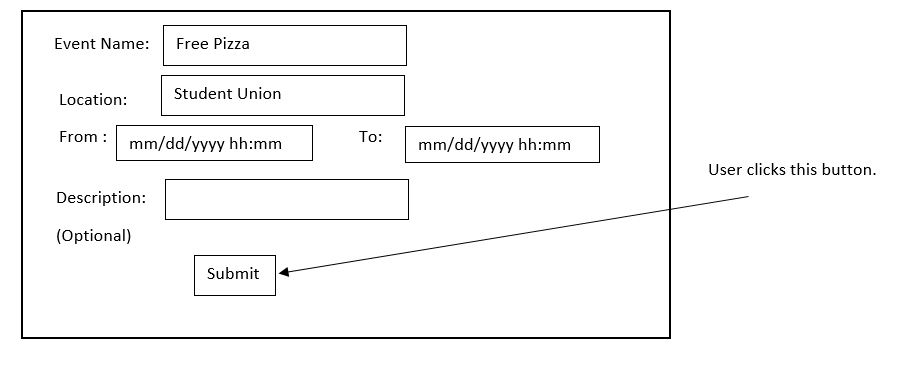 Event Name: Free Pizza
Location: Student Union
From : mm/dd/yyyy hh:mm To: mm/dd/yyyy hh:mm
User clicks this button.
Description:
(Optional)
Submit